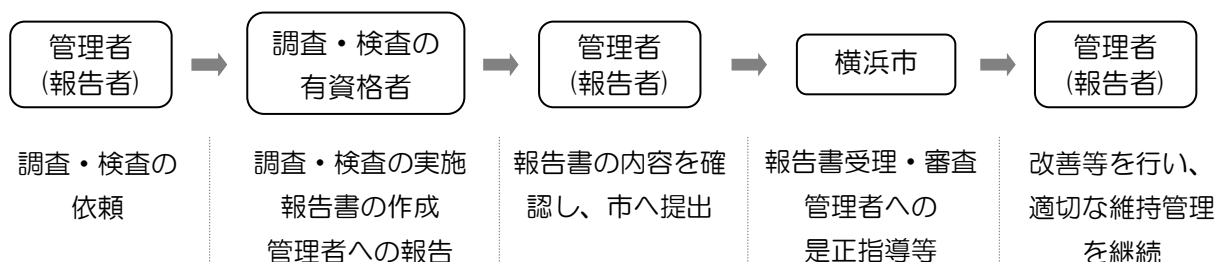 管理者
(報告者)
調査・検査の
有資格者
管理者
(報告者)
横浜市
管理者
(報告者)
調査・検査の
依頼
調査・検査の実施
報告書の作成
管理者への報告
報告書の内容を確
認し、市へ提出
報告書受理・審査
管理者への
是正指導等
改善等を行い、
適切な維持管理
を継続